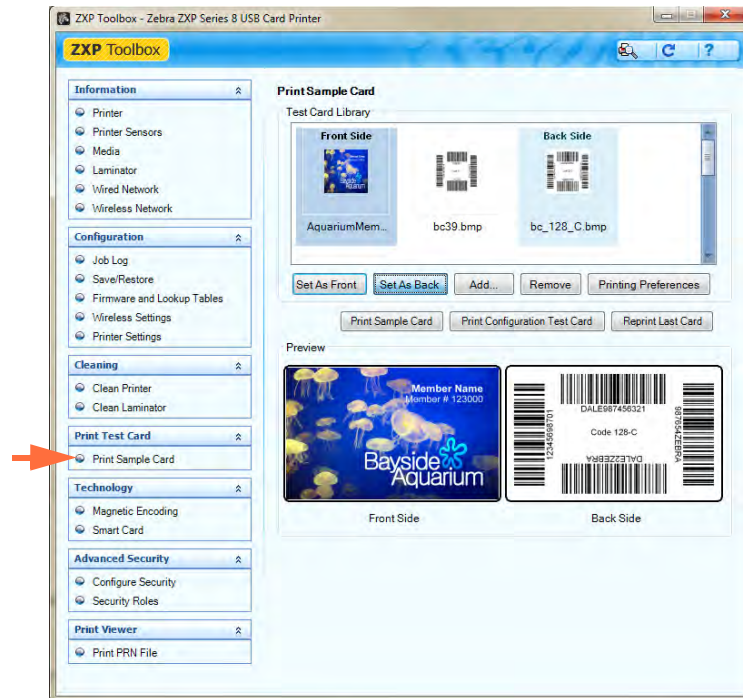 ZXP Toolbox - Zebra ZXP Series 8 USB Card Printer
ZXP Toolbox
?
Information
Printer
Printer Sensors
Media
Laminator
Wired Network
Wireless Network
Configuration
Job Log
Save/Restore
Firmware and Lookup Tables
Wireless Settings
Printer Settings
Cleaning
Clean Printer
Clean Laminator
Print Test Card
Print Sample Card
Technology
Magnetic Encoding
Smart Card
Advanced Security
Configure Security
Security Roles
Print Viewer
Print PRN File
Print Sample Card
Test Card Library
Front Side
Back Side
AquariumMem...
bc39.bmp
bc_128_C.bmp
Set As Front
Set As Back
Add...
Remove
Printing Preferences
Print Sample Card
Print Configuration Test Card
Reprint Last Card
Preview
Member Name
Member # 123000
Bayside
Aquarium
DALE987456321
12345698701
Code 128-C
987654ZEBRA
DALE2ZEBRA
Front Side
Back Side